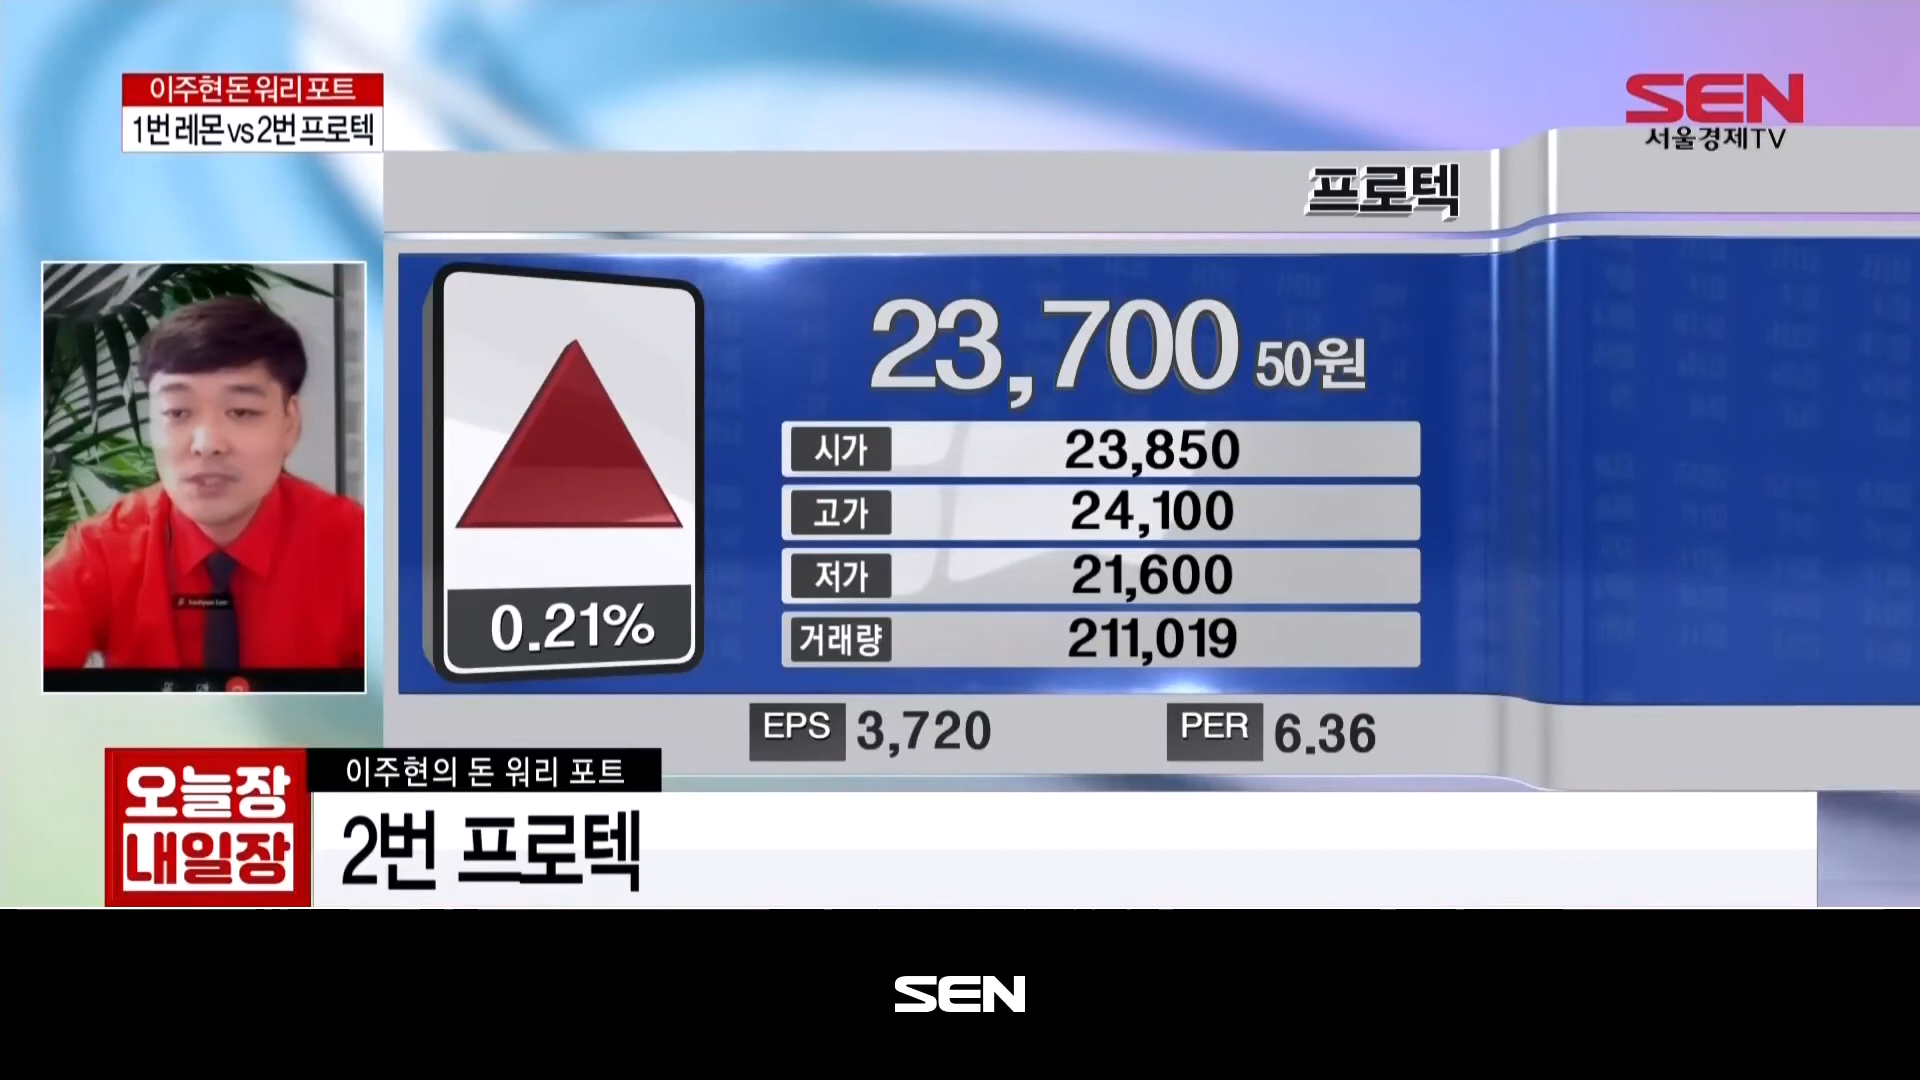 이주현 돈 워리 포트
1번 레몬 vs 2번 프로텍
SEN
서울경제TV
프로텍
23,700 50원
0.21%
시가 23,850
고가 24,100
저가 21,600
거래량 211,019
EPS 3,720 PER 6.36
오늘장
내일장
이주현의 돈 워리 포트
2번 프로텍
SEN